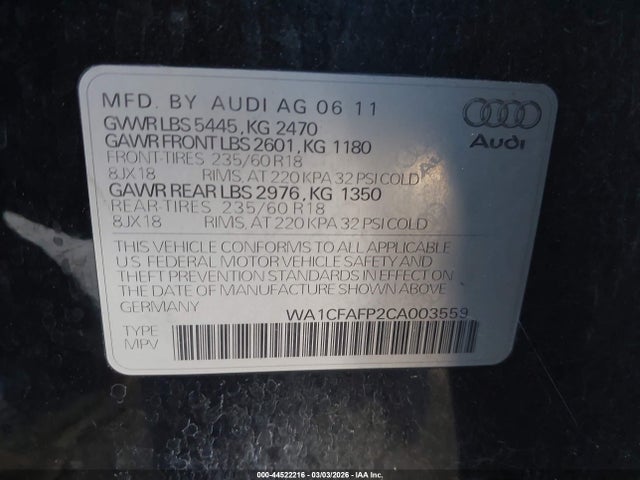 MFD. BY AUDI AG 06 11
GWWR LBS 5445, KG 2470
GAWR FRONT LBS 2601, KG 1180
FRONT-TIRES 235/60 R18
8JX18 RIMS, AT 220 KPA 32 PSI COLD
GAWR REAR LBS 2976, KG 1350
REAR-TIRES 235/60 R18
8JX18 RIMS, AT 220 KPA 32 PSI COLD
Audi
THIS VEHICLE CONFORMS TO ALL APPLICABLE
U.S. FEDERAL MOTOR VEHICLE SAFETY AND
THEFT PREVENTION STANDARDS IN EFFECT ON
THE DATE OF MANUFACTURE SHOWN ABOVE.
GERMANY WA1CFAFP2CA003559
TYPE
MPV
000-44522216 - 03/03/2026 - IAA Inc.